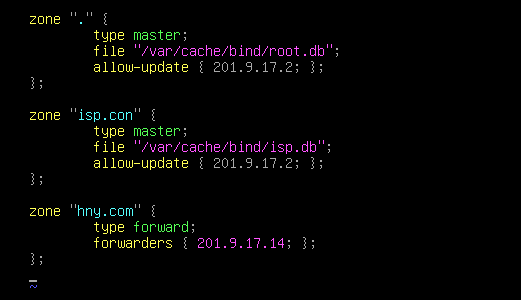 zone "." {
        type master;
        file "/var/cache/bind/root.db";
        allow-update { 201.9.17.2; };
};

zone "isp.con" {
        type master;
        file "/var/cache/bind/isp.db";
        allow-update { 201.9.17.2; };
};

zone "hny.com" {
        type forward;
        forwarders { 201.9.17.14; };
};

~